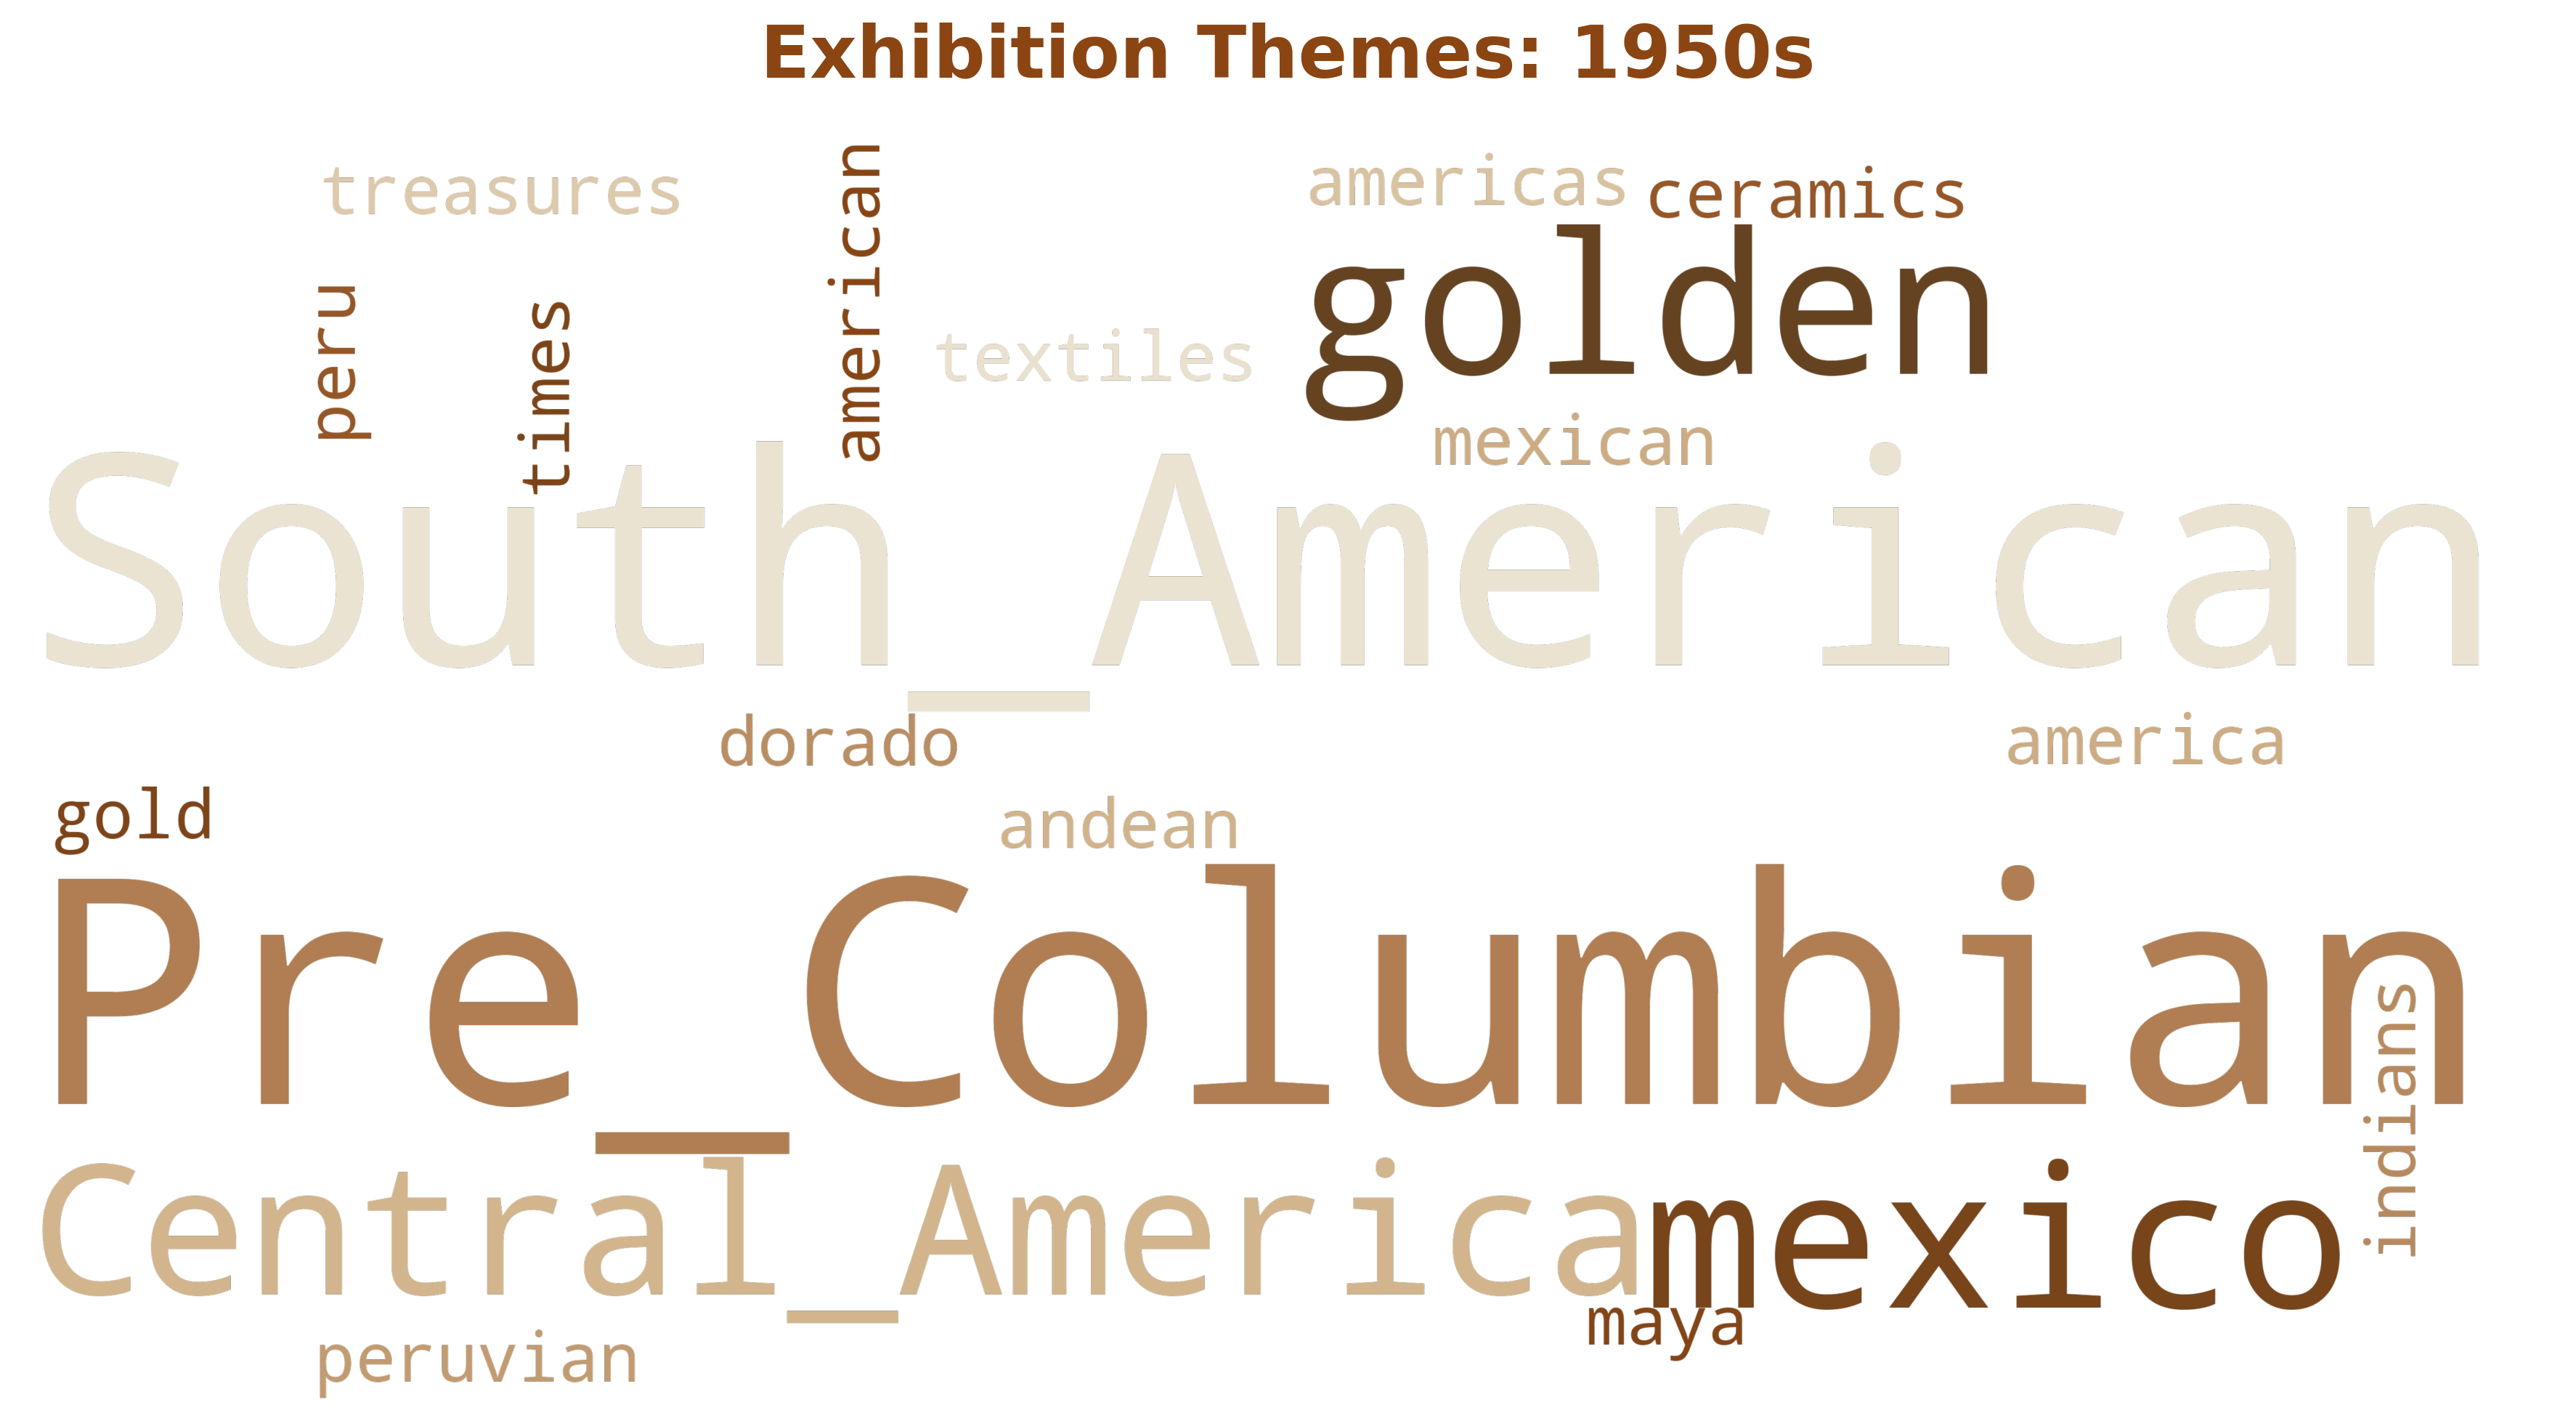 Exhibition Themes: 1950s
treasures
american
americas
ceramics
peru
times
textiles
golden
mexican
South_American
dorado
america
gold
andean
Pre_Columbian
indians
Central_America
mexico
maya
peruvian